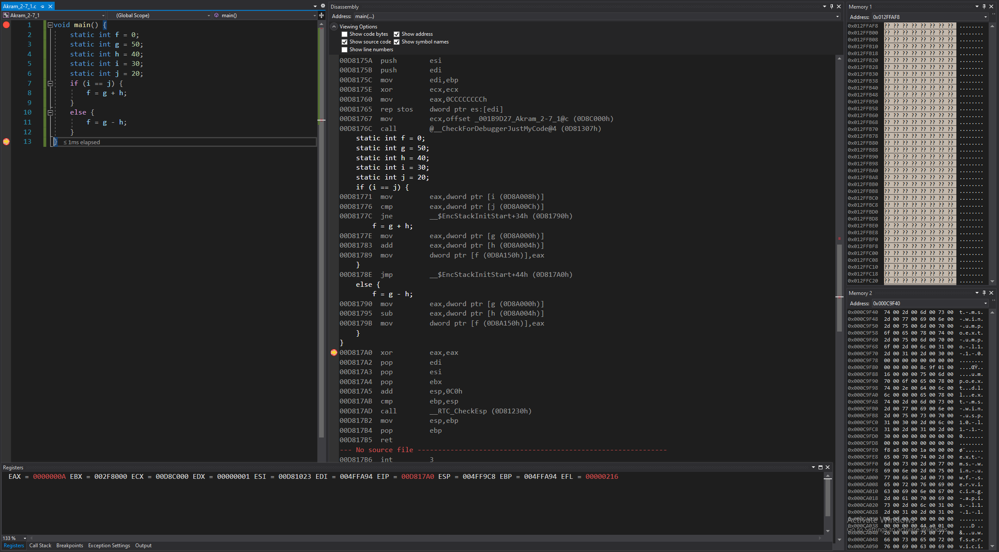 Akram_2-7_1.c
Akram_2-7_1
(Global Scope)
main()
1 void main() {
2 static int f = 0;
3 static int g = 50;
4 static int h = 40;
5 static int i = 30;
6 static int j = 20;
7 if (i == j) {
8 f = g + h;
9 }
10 else {
11 f = g - h;
12 }
13 } ≤ 1ms elapsed
Disassembly
Address: main(...)
Viewing Options
Show code bytes Show address
Show source code Show symbol names
Show line numbers
00D8175A push esi
00D8175B push edi
00D8175C mov edi,ebp
00D8175E xor ecx,ecx
00D81760 mov eax,0CCCCCCCCh
00D81765 rep stos dword ptr es:[edi]
00D81767 mov ecx,offset _001B9D27_Akram_2-7_1@c (0D8C000h)
00D8176C call @__CheckForDebuggerJustMyCode@4 (0D81307h)
static int f = 0;
static int g = 50;
static int h = 40;
static int i = 30;
static int j = 20;
if (i == j) {
00D81771 mov eax,dword ptr [i (0D8A008h)]
00D81776 cmp eax,dword ptr [j (0D8A00Ch)]
00D8177C jne __$EncStackInitStart+34h (0D81790h)
f = g + h;
00D8177E mov eax,dword ptr [g (0D8A000h)]
00D81783 add eax,dword ptr [h (0D8A004h)]
00D81789 mov dword ptr [f (0D8A150h)],eax
}
00D8178E jmp __$EncStackInitStart+44h (0D817A0h)
else {
f = g - h;
00D81790 mov eax,dword ptr [g (0D8A000h)]
00D81795 sub eax,dword ptr [h (0D8A004h)]
00D8179B mov dword ptr [f (0D8A150h)],eax
}
}
00D817A0 xor eax,eax
00D817A2 pop edi
00D817A3 pop esi
00D817A4 pop ebx
00D817A5 add esp,0C0h
00D817AB cmp ebp,esp
00D817AD call __RTC_CheckEsp (0D81230h)
00D817B2 mov esp,ebp
00D817B4 pop ebp
00D817B5 ret
--- No source file -------------------------------------------------------------
00D817B6 int 3
Memory 1
Address: 0x012FFAF8
0x012FFAF8 ?? ?? ?? ?? ?? ?? ?? ?? ........
0x012FFB00 ?? ?? ?? ?? ?? ?? ?? ?? ........
0x012FFB08 ?? ?? ?? ?? ?? ?? ?? ?? ........
0x012FFB10 ?? ?? ?? ?? ?? ?? ?? ?? ........
0x012FFB18 ?? ?? ?? ?? ?? ?? ?? ?? ........
0x012FFB20 ?? ?? ?? ?? ?? ?? ?? ?? ........
0x012FFB28 ?? ?? ?? ?? ?? ?? ?? ?? ........
0x012FFB30 ?? ?? ?? ?? ?? ?? ?? ?? ........
0x012FFB38 ?? ?? ?? ?? ?? ?? ?? ?? ........
0x012FFB40 ?? ?? ?? ?? ?? ?? ?? ?? ........
0x012FFB48 ?? ?? ?? ?? ?? ?? ?? ?? ........
0x012FFB50 ?? ?? ?? ?? ?? ?? ?? ?? ........
0x012FFB58 ?? ?? ?? ?? ?? ?? ?? ?? ........
0x012FFB60 ?? ?? ?? ?? ?? ?? ?? ?? ........
0x012FFB68 ?? ?? ?? ?? ?? ?? ?? ?? ........
0x012FFB70 ?? ?? ?? ?? ?? ?? ?? ?? ........
0x012FFB78 ?? ?? ?? ?? ?? ?? ?? ?? ........
0x012FFB80 ?? ?? ?? ?? ?? ?? ?? ?? ........
0x012FFB88 ?? ?? ?? ?? ?? ?? ?? ?? ........
0x012FFB90 ?? ?? ?? ?? ?? ?? ?? ?? ........
0x012FFB98 ?? ?? ?? ?? ?? ?? ?? ?? ........
0x012FFBA0 ?? ?? ?? ?? ?? ?? ?? ?? ........
0x012FFBA8 ?? ?? ?? ?? ?? ?? ?? ?? ........
0x012FFBB0 ?? ?? ?? ?? ?? ?? ?? ?? ........
0x012FFBB8 ?? ?? ?? ?? ?? ?? ?? ?? ........
0x012FFBC0 ?? ?? ?? ?? ?? ?? ?? ?? ........
0x012FFBC8 ?? ?? ?? ?? ?? ?? ?? ?? ........
0x012FFBD0 ?? ?? ?? ?? ?? ?? ?? ?? ........
0x012FFBD8 ?? ?? ?? ?? ?? ?? ?? ?? ........
0x012FFBE0 ?? ?? ?? ?? ?? ?? ?? ?? ........
0x012FFBE8 ?? ?? ?? ?? ?? ?? ?? ?? ........
0x012FFBF0 ?? ?? ?? ?? ?? ?? ?? ?? ........
0x012FFBF8 ?? ?? ?? ?? ?? ?? ?? ?? ........
0x012FFC00 ?? ?? ?? ?? ?? ?? ?? ?? ........
0x012FFC08 ?? ?? ?? ?? ?? ?? ?? ?? ........
0x012FFC10 ?? ?? ?? ?? ?? ?? ?? ?? ........
0x012FFC18 ?? ?? ?? ?? ?? ?? ?? ?? ........
0x012FFC20 ?? ?? ?? ?? ?? ?? ?? ?? ........
Memory 2
Address: 0x000C9F40
0x000C9F40 74 00 2d 00 6d 00 73 00 t.-.m.s.
0x000C9F48 2d 00 77 00 69 00 6e 00 -.w.i.n.
0x000C9F50 2d 00 75 00 6d 00 70 00 -.u.m.p.
0x000C9F58 6f 00 65 00 78 00 74 00 o.e.x.t.
0x000C9F60 2d 00 75 00 6d 00 70 00 -.u.m.p.
0x000C9F68 6f 00 2d 00 6c 00 31 00 o.-.l.1.
0x000C9F70 2d 00 31 00 2d 00 30 00 -.1.-.0.
0x000C9F78 00 00 00 00 00 00 00 00 ........
0x000C9F80 00 00 00 00 8c 9f 01 00 ....ŒŸ..
0x000C9F88 16 00 00 00 75 00 6d 00 ....u.m.
0x000C9F90 70 00 6f 00 65 00 78 00 p.o.e.x.
0x000C9F98 74 00 2e 00 64 00 6c 00 t...d.l.
0x000C9FA0 6c 00 00 00 65 00 78 00 l...e.x.
0x000C9FA8 74 00 2d 00 6d 00 73 00 t.-.m.s.
0x000C9FB0 2d 00 77 00 69 00 6e 00 -.w.i.n.
0x000C9FB8 2d 00 75 00 73 00 70 00 -.u.s.p.
0x000C9FC0 31 00 30 00 2d 00 6c 00 1.0.-.l.
0x000C9FC8 31 00 2d 00 31 00 2d 00 1.-.1.-.
0x000C9FD0 30 00 00 00 00 00 00 00 0.......
0x000C9FD8 00 00 00 00 00 00 00 00 ........
0x000C9FE0 f8 a8 00 00 1a 00 00 00 ø¨......
0x000C9FE8 65 00 78 00 74 00 2d 00 e.x.t.-.
0x000C9FF0 6d 00 73 00 2d 00 77 00 m.s.-.w.
0x000C9FF8 69 00 6e 00 2d 00 75 00 i.n.-.u.
0x000CA000 77 00 66 00 2d 00 73 00 w.f.-.s.
0x000CA008 65 00 72 00 76 00 69 00 e.r.v.i.
0x000CA010 63 00 69 00 6e 00 67 00 c.i.n.g.
0x000CA018 2d 00 61 00 70 00 69 00 -.a.p.i.
0x000CA020 73 00 2d 00 6c 00 31 00 s.-.l.1.
0x000CA028 2d 00 31 00 2d 00 31 00 -.1.-.1.
0x000CA030 00 00 00 00 00 00 00 00 ........
0x000CA038 00 00 00 00 44 a0 01 00 ....D ..
0x000CA040 26 00 00 00 75 00 77 00 &...u.w.
0x000CA048 66 00 73 00 65 00 72 00 f.s.e.r.
0x000CA050 76 00 69 00 63 00 69 00 v.i.c.i.
Activate Windows
Go to Settings to activate Windows.
Registers
EAX = 0000000A EBX = 002F8000 ECX = 00D8C000 EDX = 00000001 ESI = 00D81023 EDI = 004FFA94 EIP = 00D817A0 ESP = 004FF9C8 EBP = 004FFA94 EFL = 00000216
133 %
Registers Call Stack Breakpoints Exception Settings Output